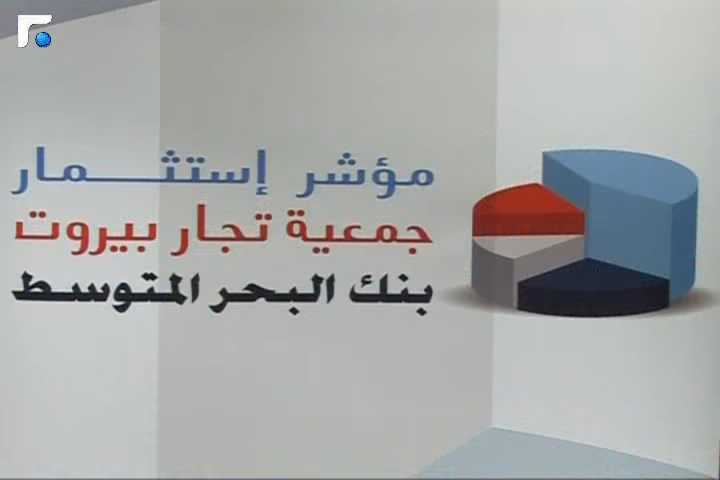 مؤشر إستثمار
جمعية تجار بيروت
بنك البحر المتوسط